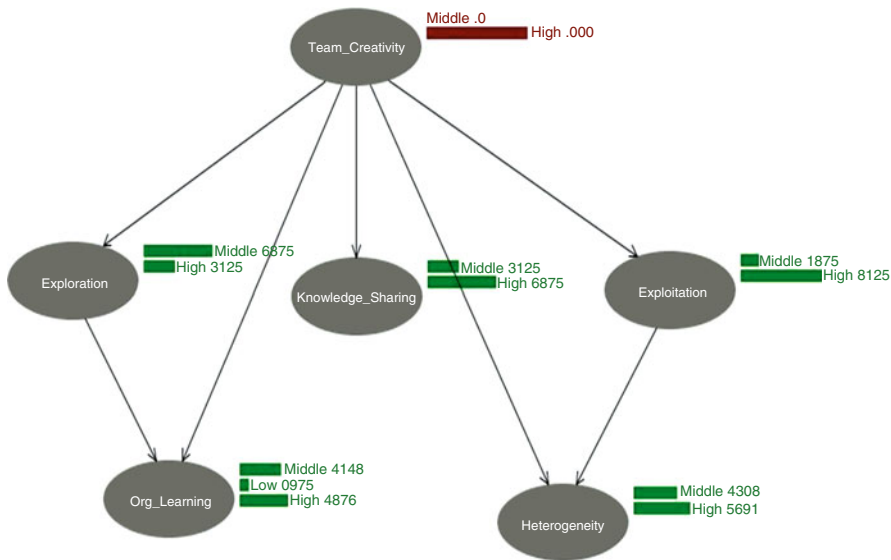 Middle .0
High .000
Team_Creativity
Middle 6875
High 3125
Exploration
Middle 3125
High 6875
Knowledge_Sharing
Middle 1875
High 8125
Exploitation
Middle 4148
Low 0975
High 4876
Org_Learning
Middle 4308
High 5691
Heterogeneity